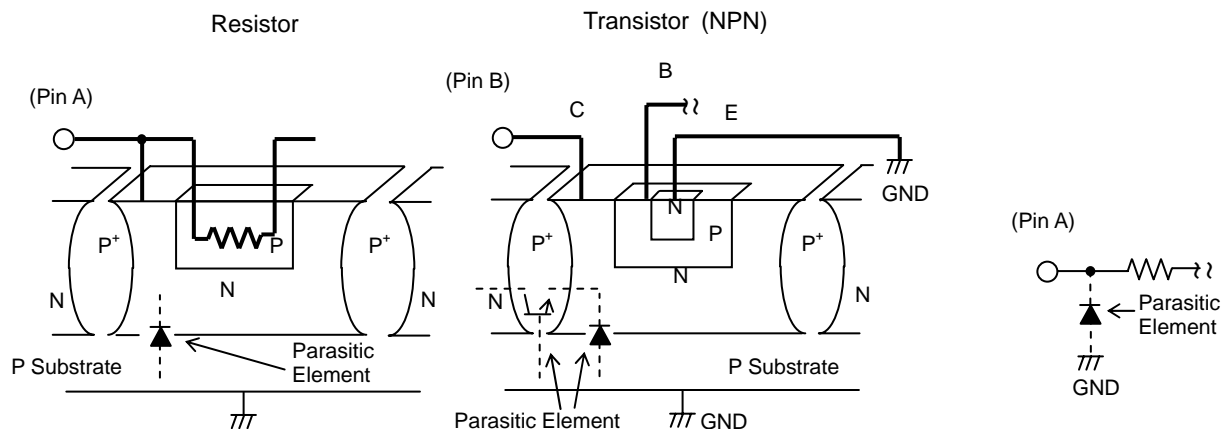 Resistor
(Pin A)
P+
P
P+
N
N
N
P Substrate
Parasitic
Element
Transistor (NPN)
(Pin B)
C
B
E
GND
N
P+
P
P+
N
N
N
P Substrate
Parasitic Element
GND
(Pin A)
Parasitic
Element
GND